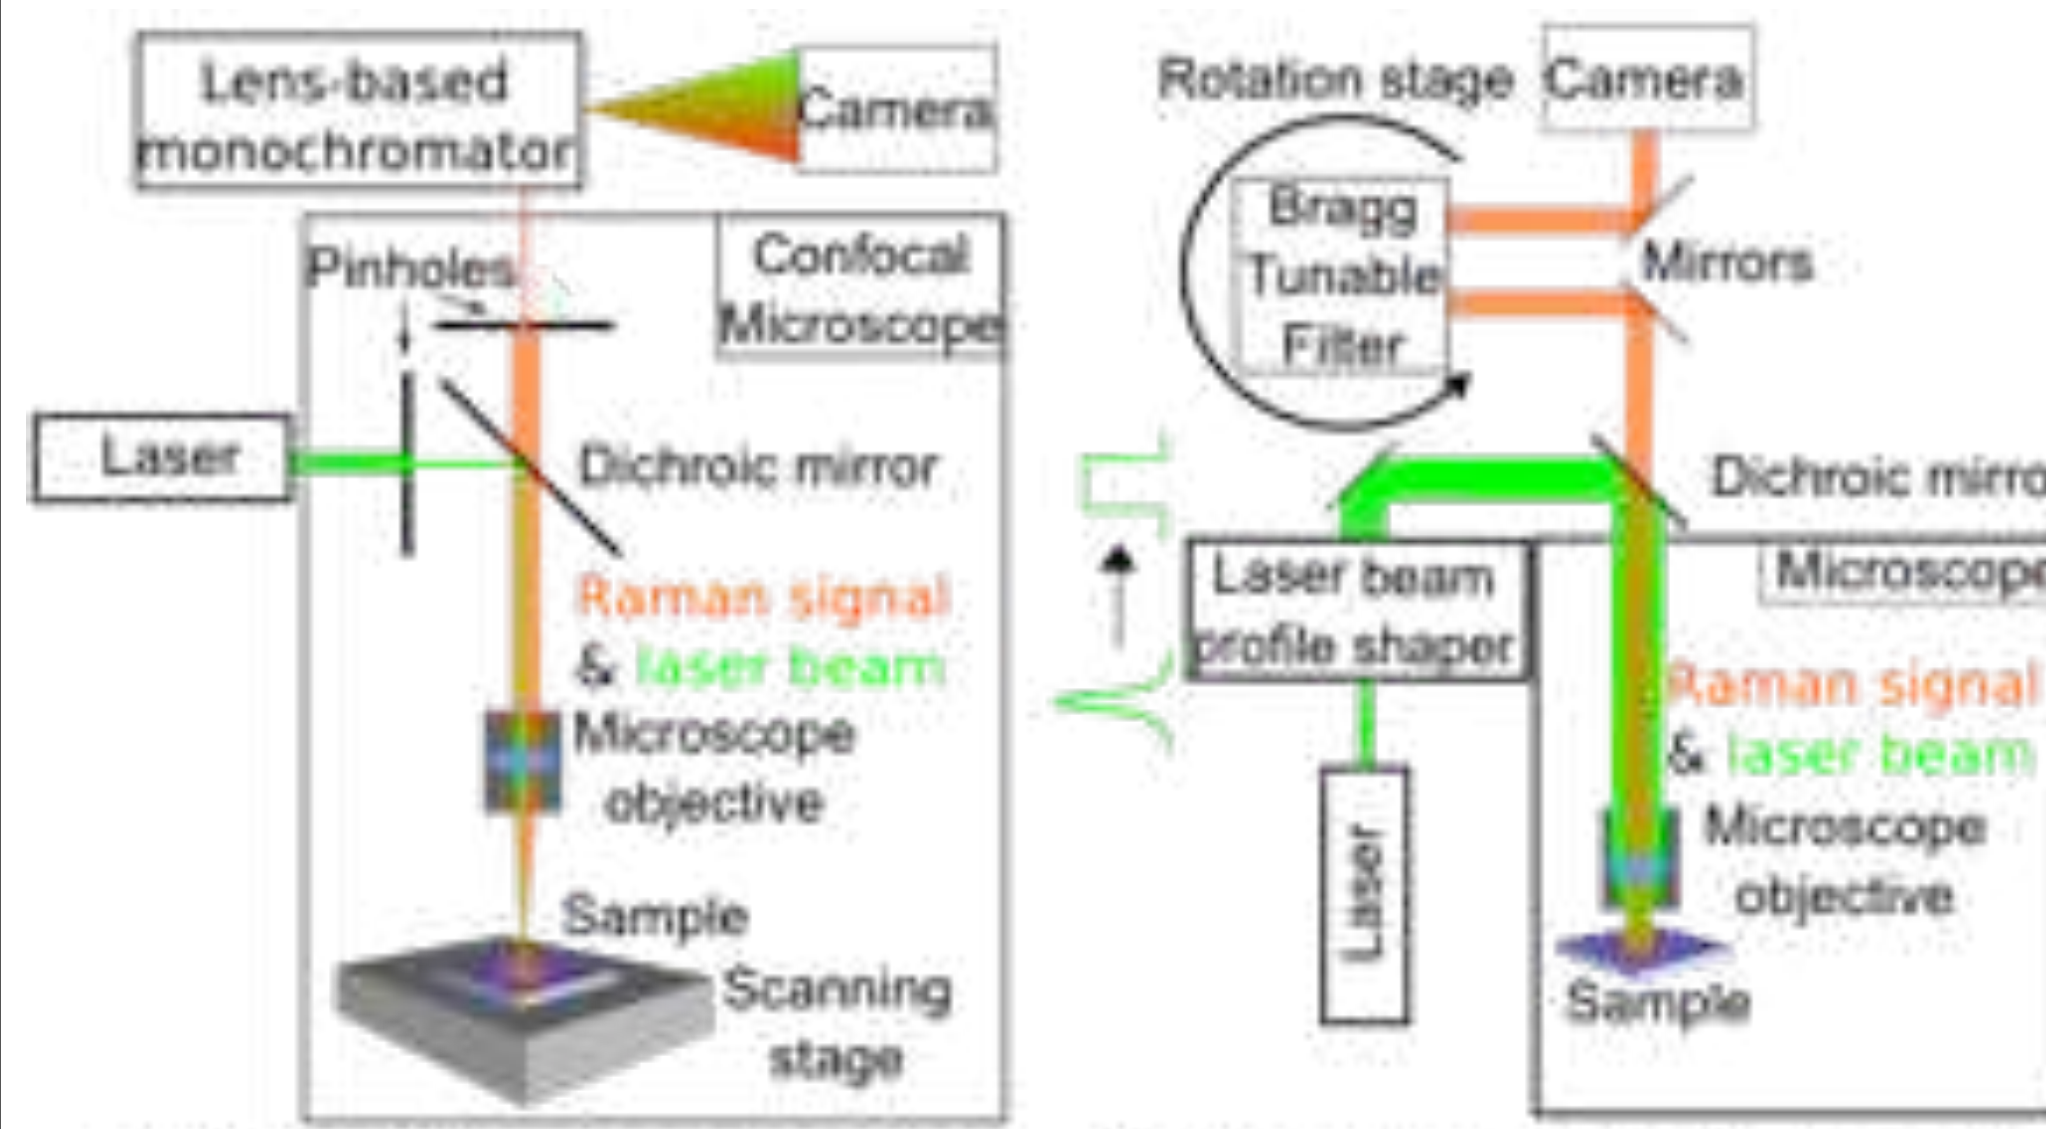 Lens-based
monochromator
Camera
Pinholes
Confocal
Microscope
Laser
Dichroic mirror
Raman signal
& laser beam
Microscope
objective
Sample
Scanning
stage
Rotation stage
Camera
Bragg
Tunable
Filter
Mirrors
Dichroic mirro
Laser beam
profile shaper
Microscope
Raman signal
& laser beam
Laser
Microscope
objective
Sample